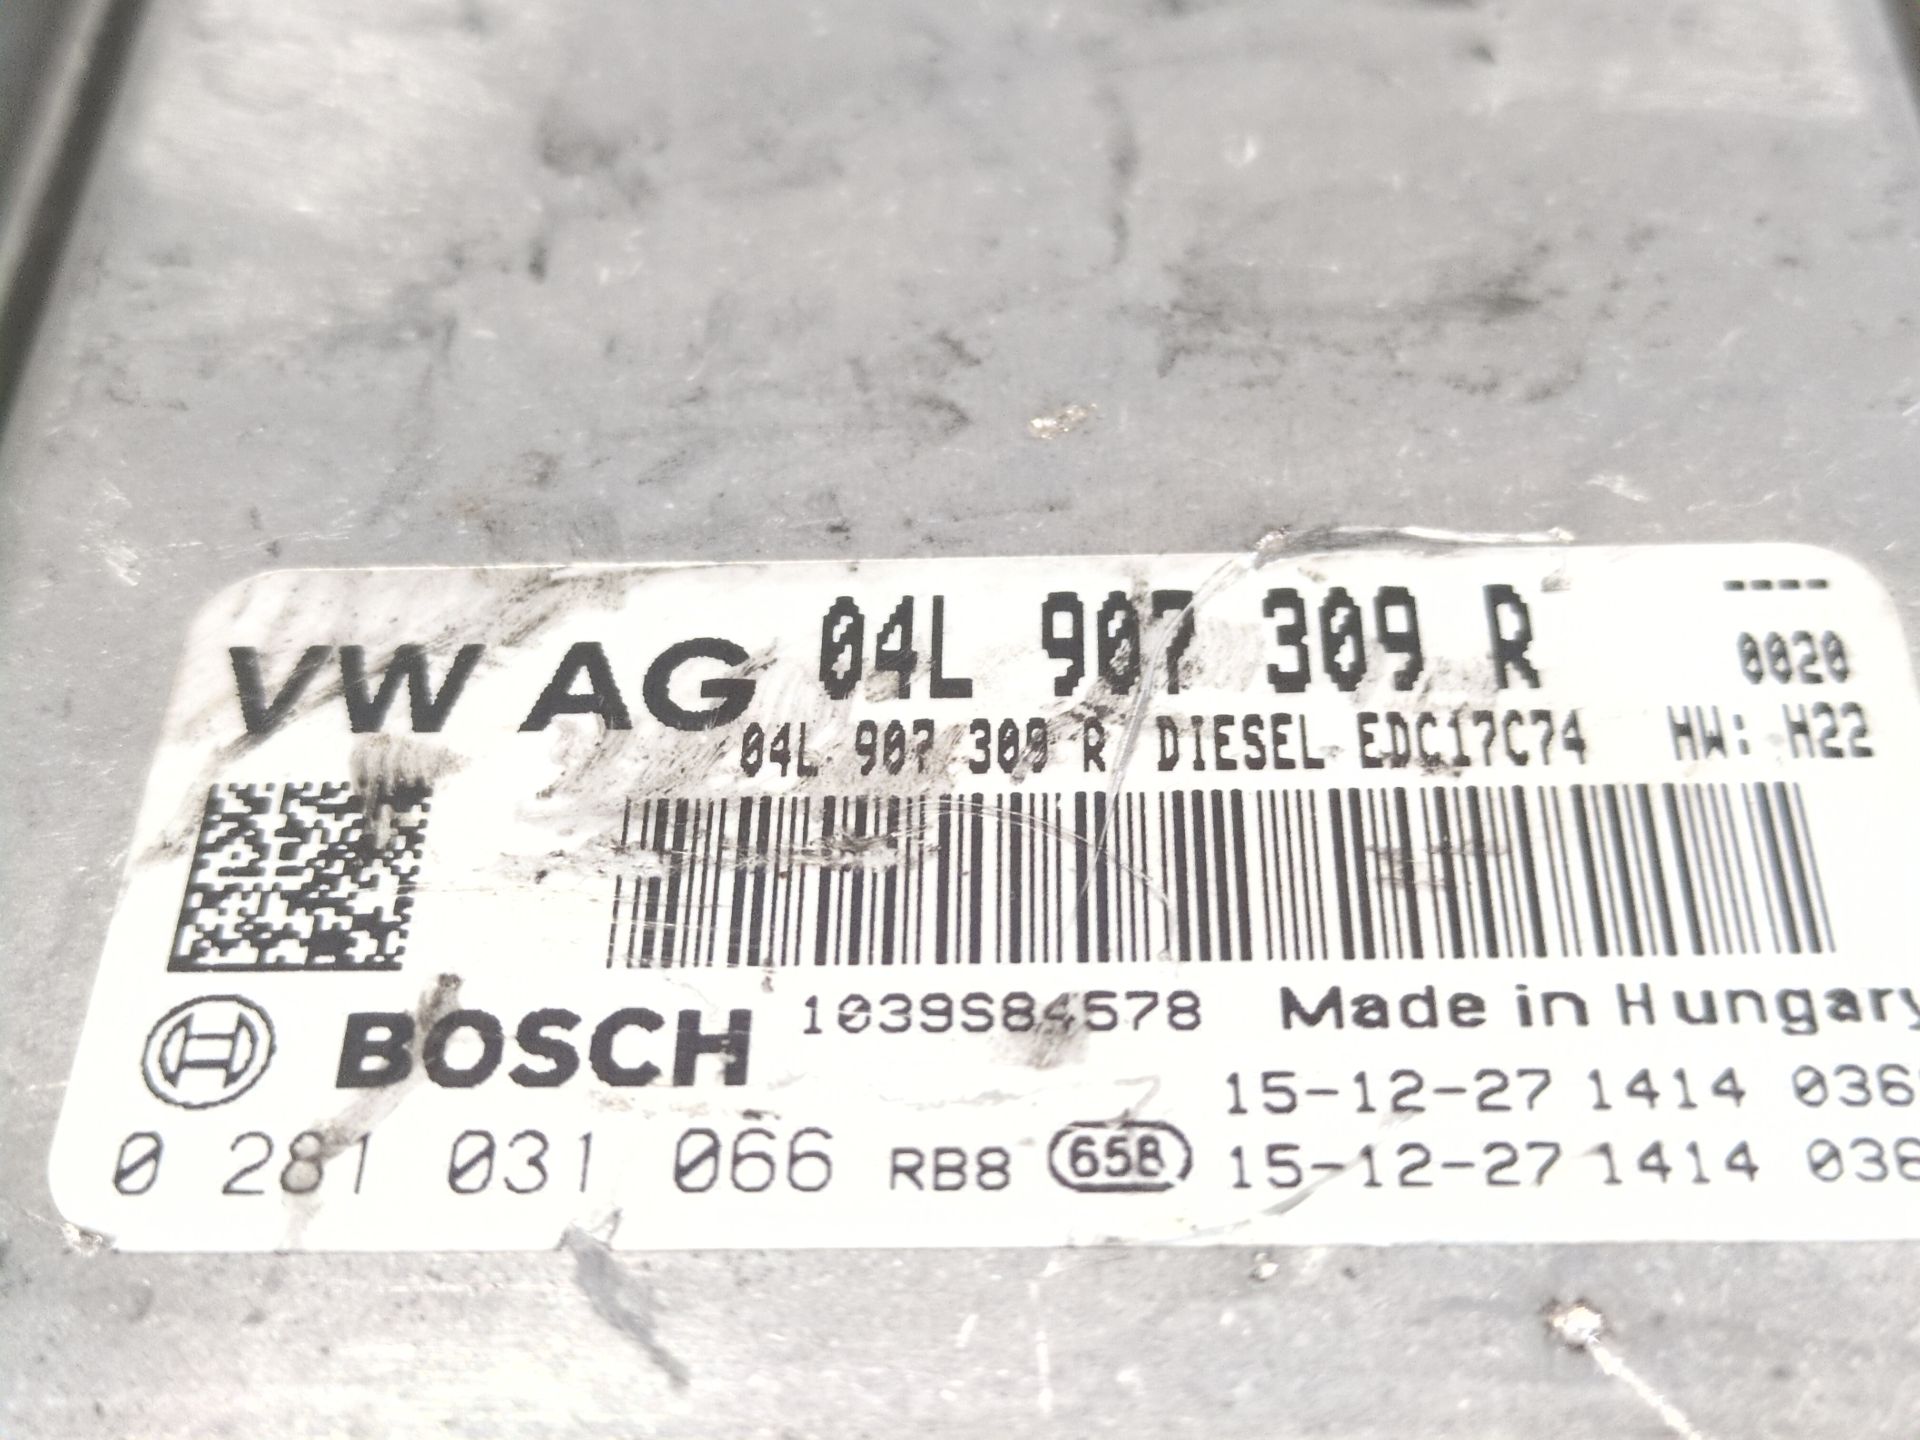 VW AG 04L 907 309 R ----
0020
04L 907 309 R DIESEL EDC17C74 HW: H22
BOSCH 1039S84578 Made in Hungary
15-12-27 1414
0 281 031 066 RB8 658 15-12-27 1414